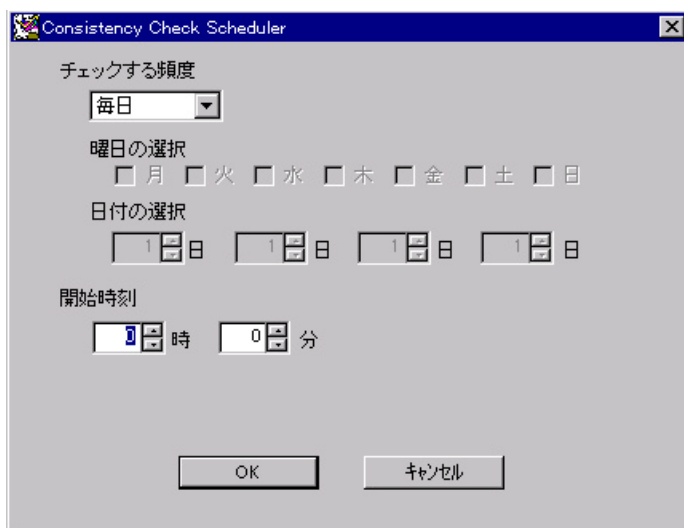 Consistency Check Scheduler
チェックする頻度
毎日
曜日の選択
月 火 水 木 金 土 日
日付の選択
1 日 1 日 1 日 1 日
開始時刻
0 時 0 分
OK キャンセル